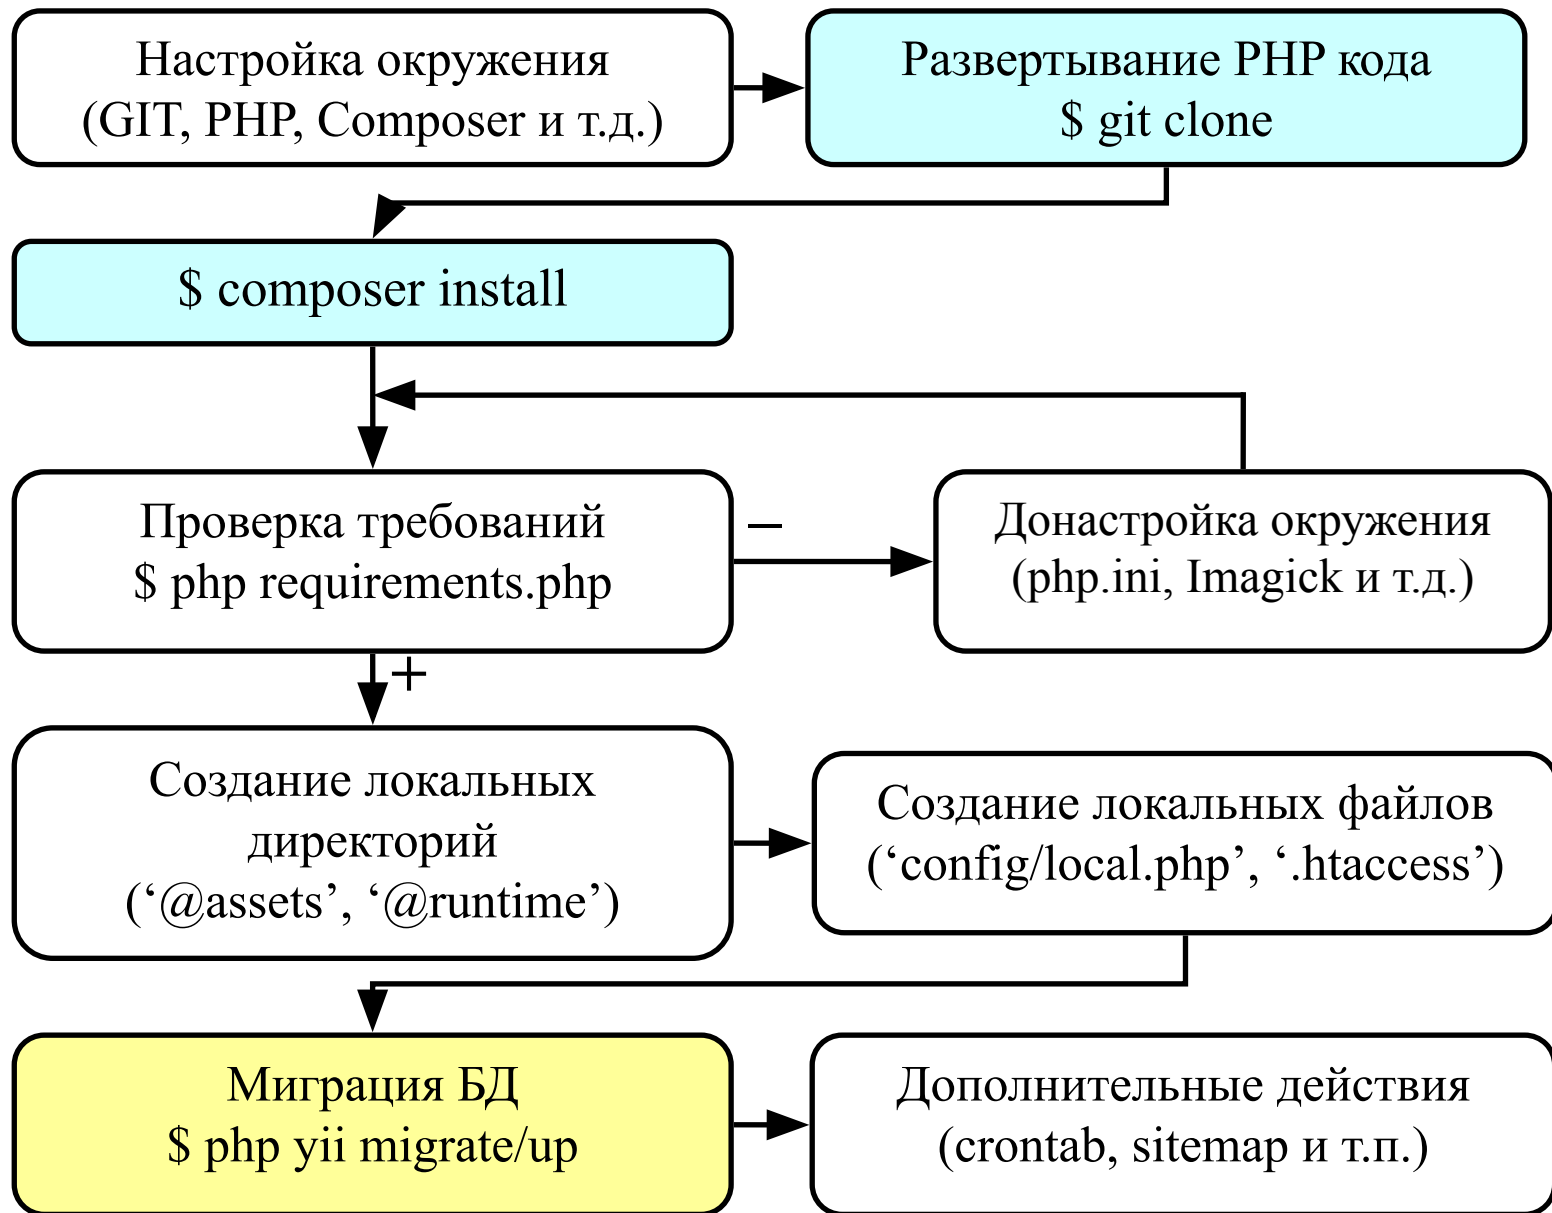 Настройка окружения
(GIT, PHP, Composer и т.д.)
Развертывание PHP кода
$ git clone
$ composer install
Проверка требований
$ php requirements.php
–
Донастройка окружения
(php.ini, Imagick и т.д.)
+
Создание локальных
директорий
(‘@assets’, ‘@runtime’)
Создание локальных файлов
(‘config/local.php’, ‘.htaccess’)
Миграция БД
$ php yii migrate/up
Дополнительные действия
(crontab, sitemap и т.п.)